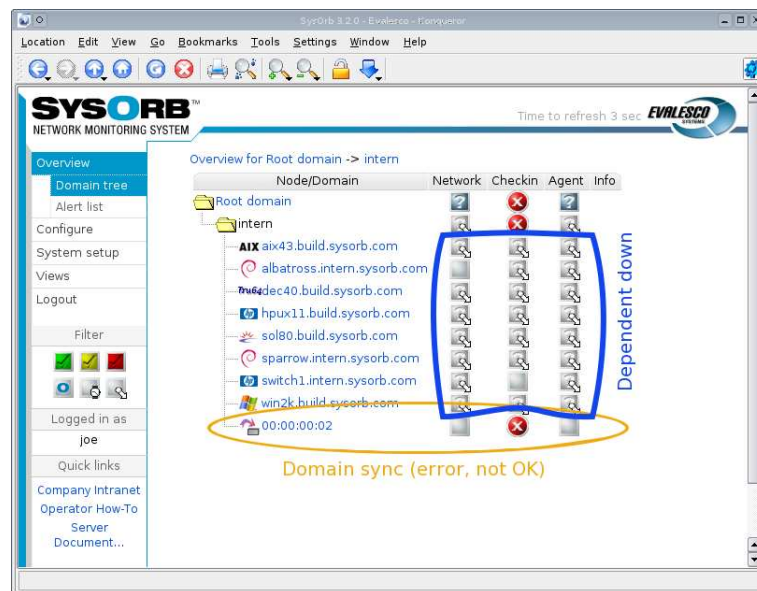 SysOrb 3.2.0 - Evalesco - Konqueror
Location Edit View Go Bookmarks Tools Settings Window Help
SYSORB™
NETWORK MONITORING SYSTEM
Time to refresh 3 sec
EVALESCO
SYSTEMS
Overview
Domain tree
Alert list
Configure
System setup
Views
Logout
Filter
Logged in as
joe
Quick links
Company Intranet
Operator How-To
Server
Document...
Overview for Root domain -> intern
Node/Domain Network Checkin Agent Info
Root domain
intern
AIX aix43.build.sysorb.com
albatross.intern.sysorb.com
Tru64 dec40.build.sysorb.com
hp hpux11.build.sysorb.com
sol80.build.sysorb.com
sparrow.intern.sysorb.com
hp switch1.intern.sysorb.com
win2k.build.sysorb.com
00:00:00:02
Dependent down
Domain sync (error, not OK)